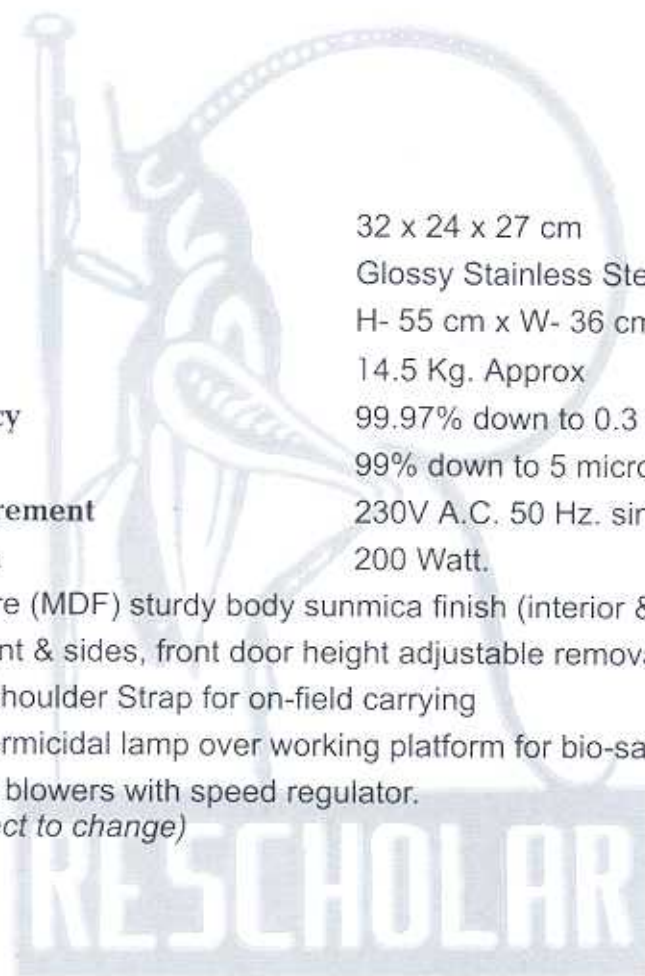 32 x 24 x 27 cm
Glossy Stainless Ste
H- 55 cm x W- 36 cm
14.5 Kg. Approx
cy 99.97% down to 0.3
99% down to 5 micro
rement 230V A.C. 50 Hz. sin
200 Watt.
re (MDF) sturdy body sunmica finish (interior &
nt & sides, front door height adjustable remova
houlder Strap for on-field carrying
ermicidal lamp over working platform for bio-sa
blowers with speed regulator.
ect to change)
RESCHOLAR